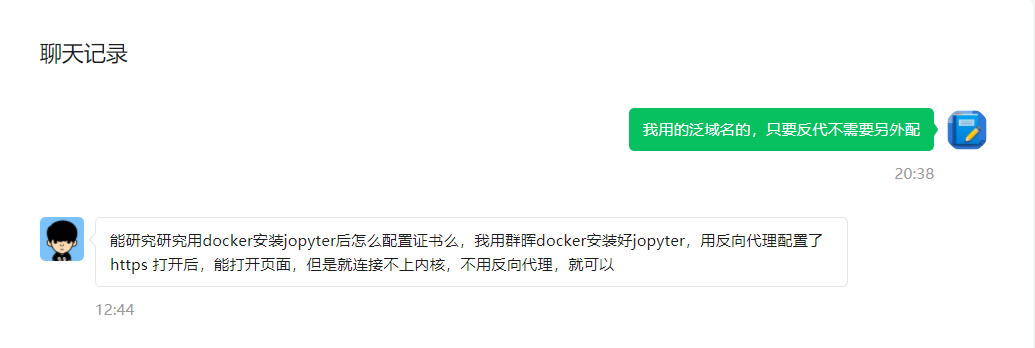 聊天记录
我用的泛域名的，只要反代不需要另外配
20:38
能研究研究用docker安装jopyter后怎么配置证书么，我用群晖docker安装好jopyter，用反向代理配置了
https 打开后，能打开页面，但是就连接不上内核，不用反向代理，就可以
12:44